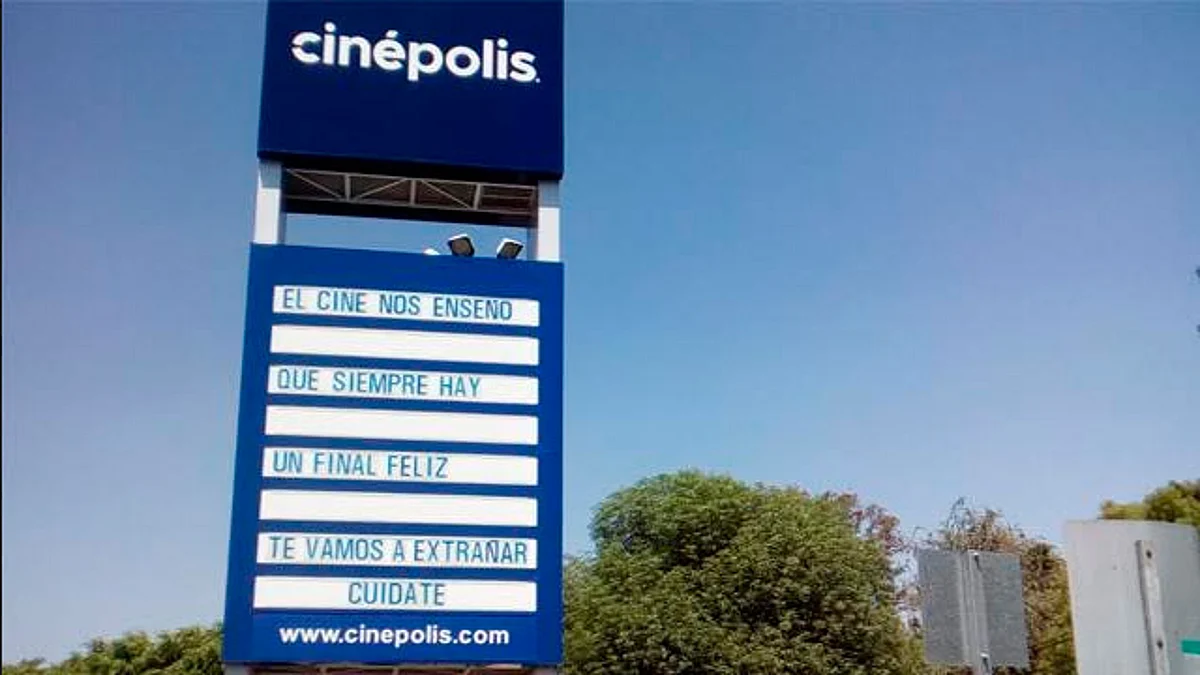 cinépolis.
EL CINE NOS ENSEÑO
QUE SIEMPRE HAY
UN FINAL FELIZ
TE VAMOS A EXTRAÑAR
CUIDATE
www.cinepolis.com